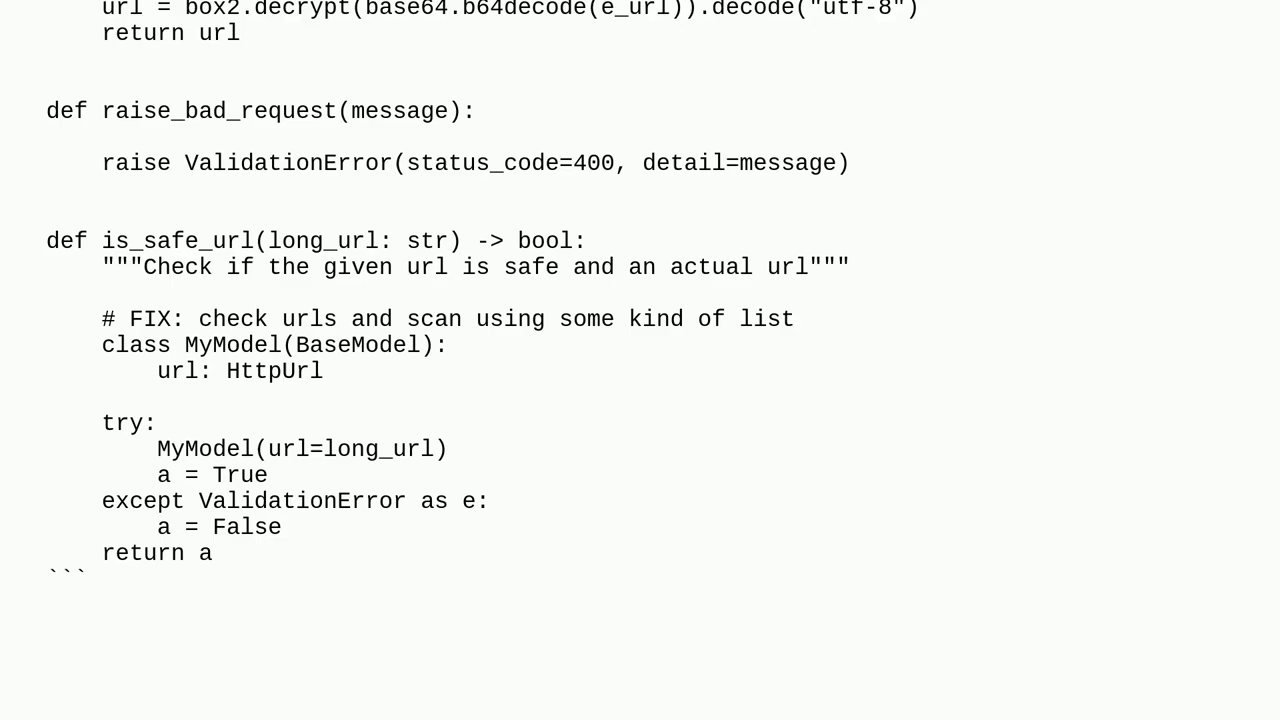 url = box2.decrypt(base64.b64decode(e_url)).decode("utf-8")
return url
def raise_bad_request(message):
raise ValidationError(status_code=400, detail=message)
def is_safe_url(long_url: str) -> bool:
"""Check if the given url is safe and an actual url"""
# FIX: check urls and scan using some kind of list
class MyModel(BaseModel):
url: HttpUrl
try:
MyModel(url=long_url)
a = True
except ValidationError as e:
a = False
return a
```